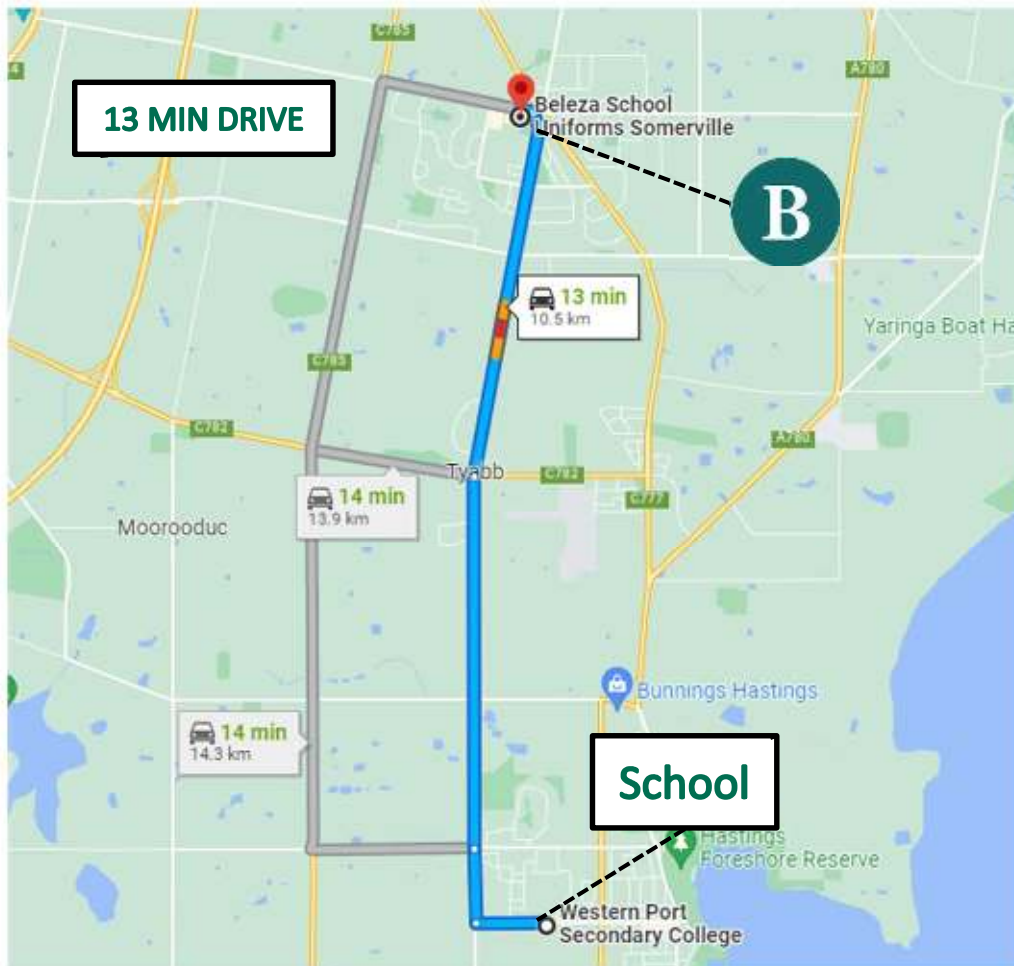 C785
4
A780
13 MIN DRIVE
Beleza School
Uniforms Somerville
B
13 min
10.5 km
Yaringa Boat Ha
C783
C782
A780
Tyabb
C782
C777
14 min
13.9 km
Moorooduc
Bunnings Hastings
14 min
14.3 km
School
Hastings
Foreshore Reserve
Western Port
Secondary College